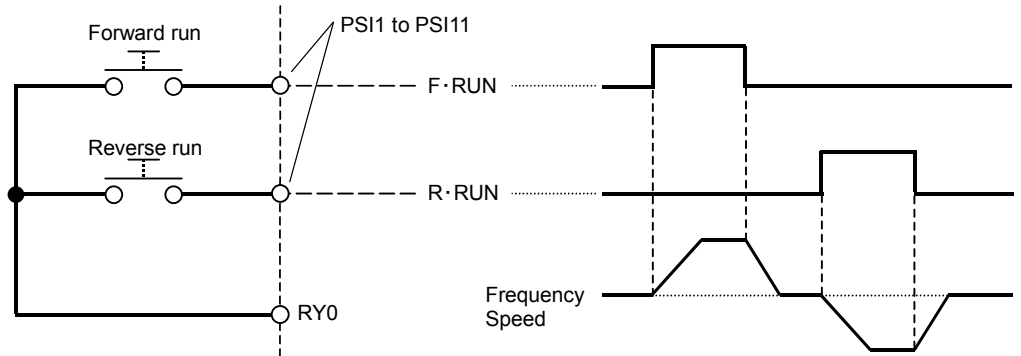 Forward run
PSI1 to PSI11
F·RUN
Reverse run
R·RUN
RY0
Frequency
Speed